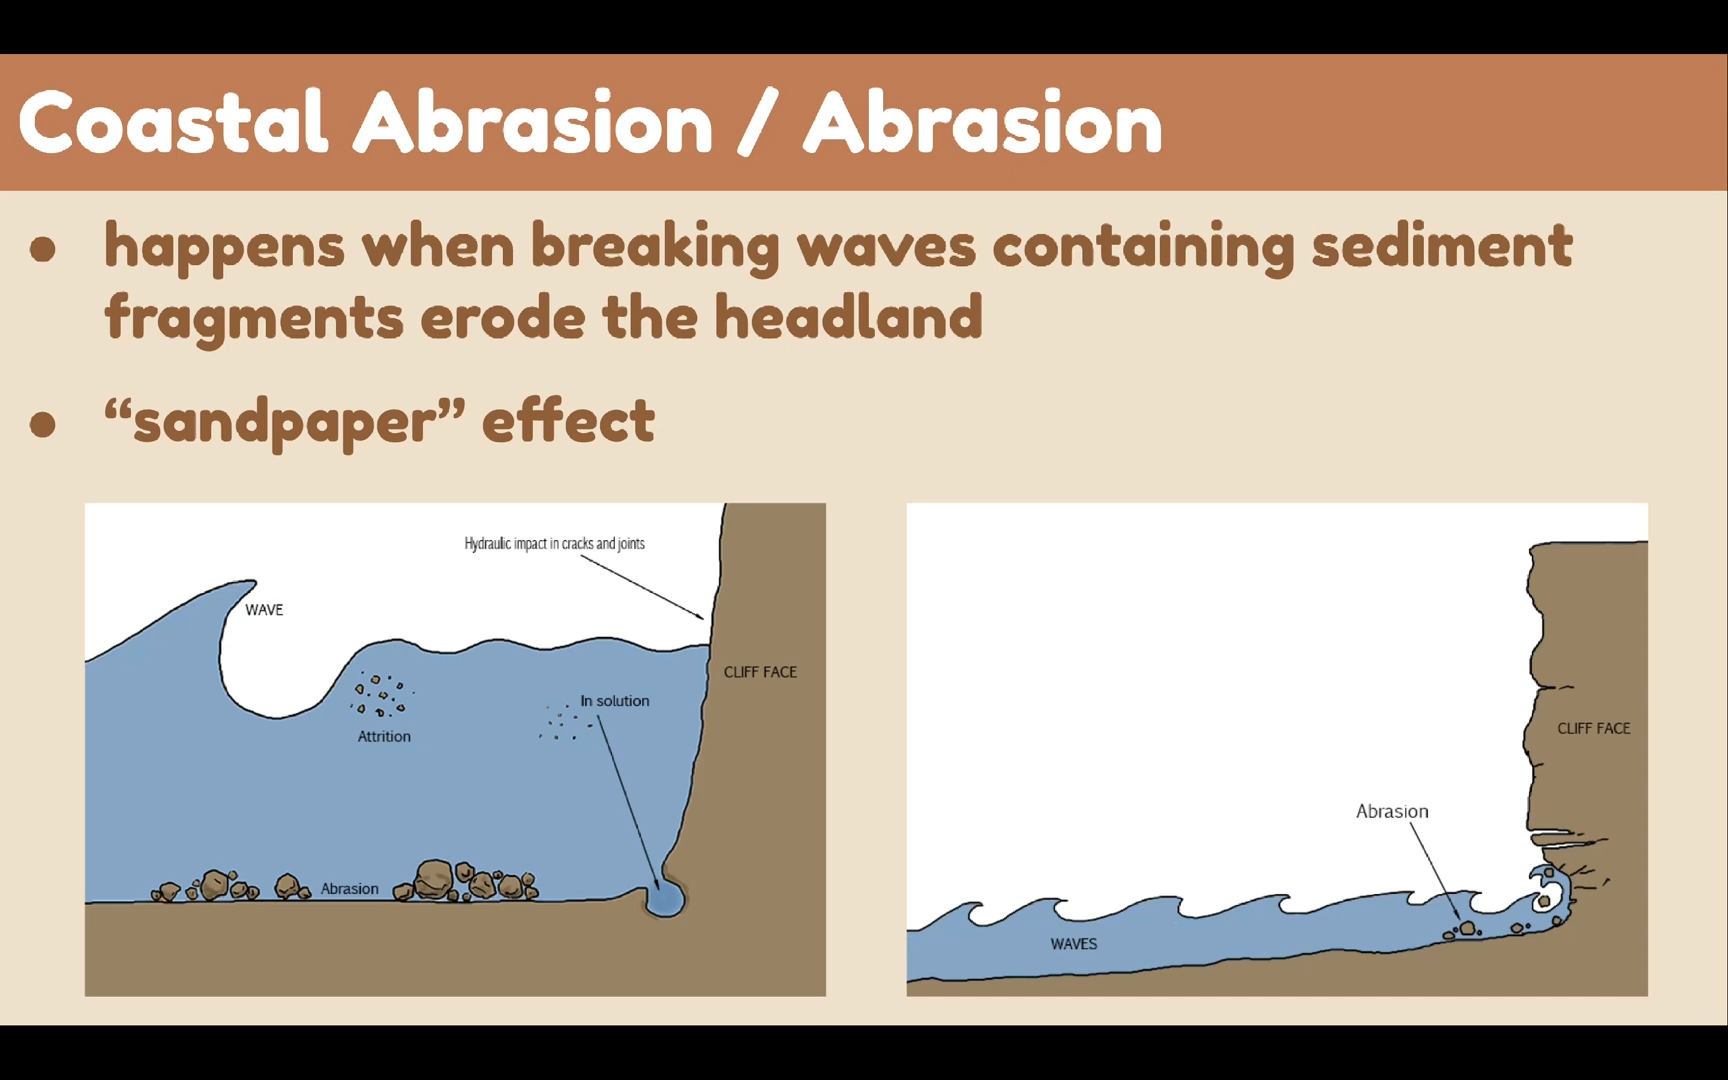 Coastal Abrasion / Abrasion
• happens when breaking waves containing sediment
fragments erode the headland
• “sandpaper” effect
Hydraulic impact in cracks and joints
WAVE
CLIFF FACE
In solution
Attrition
Abrasion
CLIFF FACE
Abrasion
WAVES